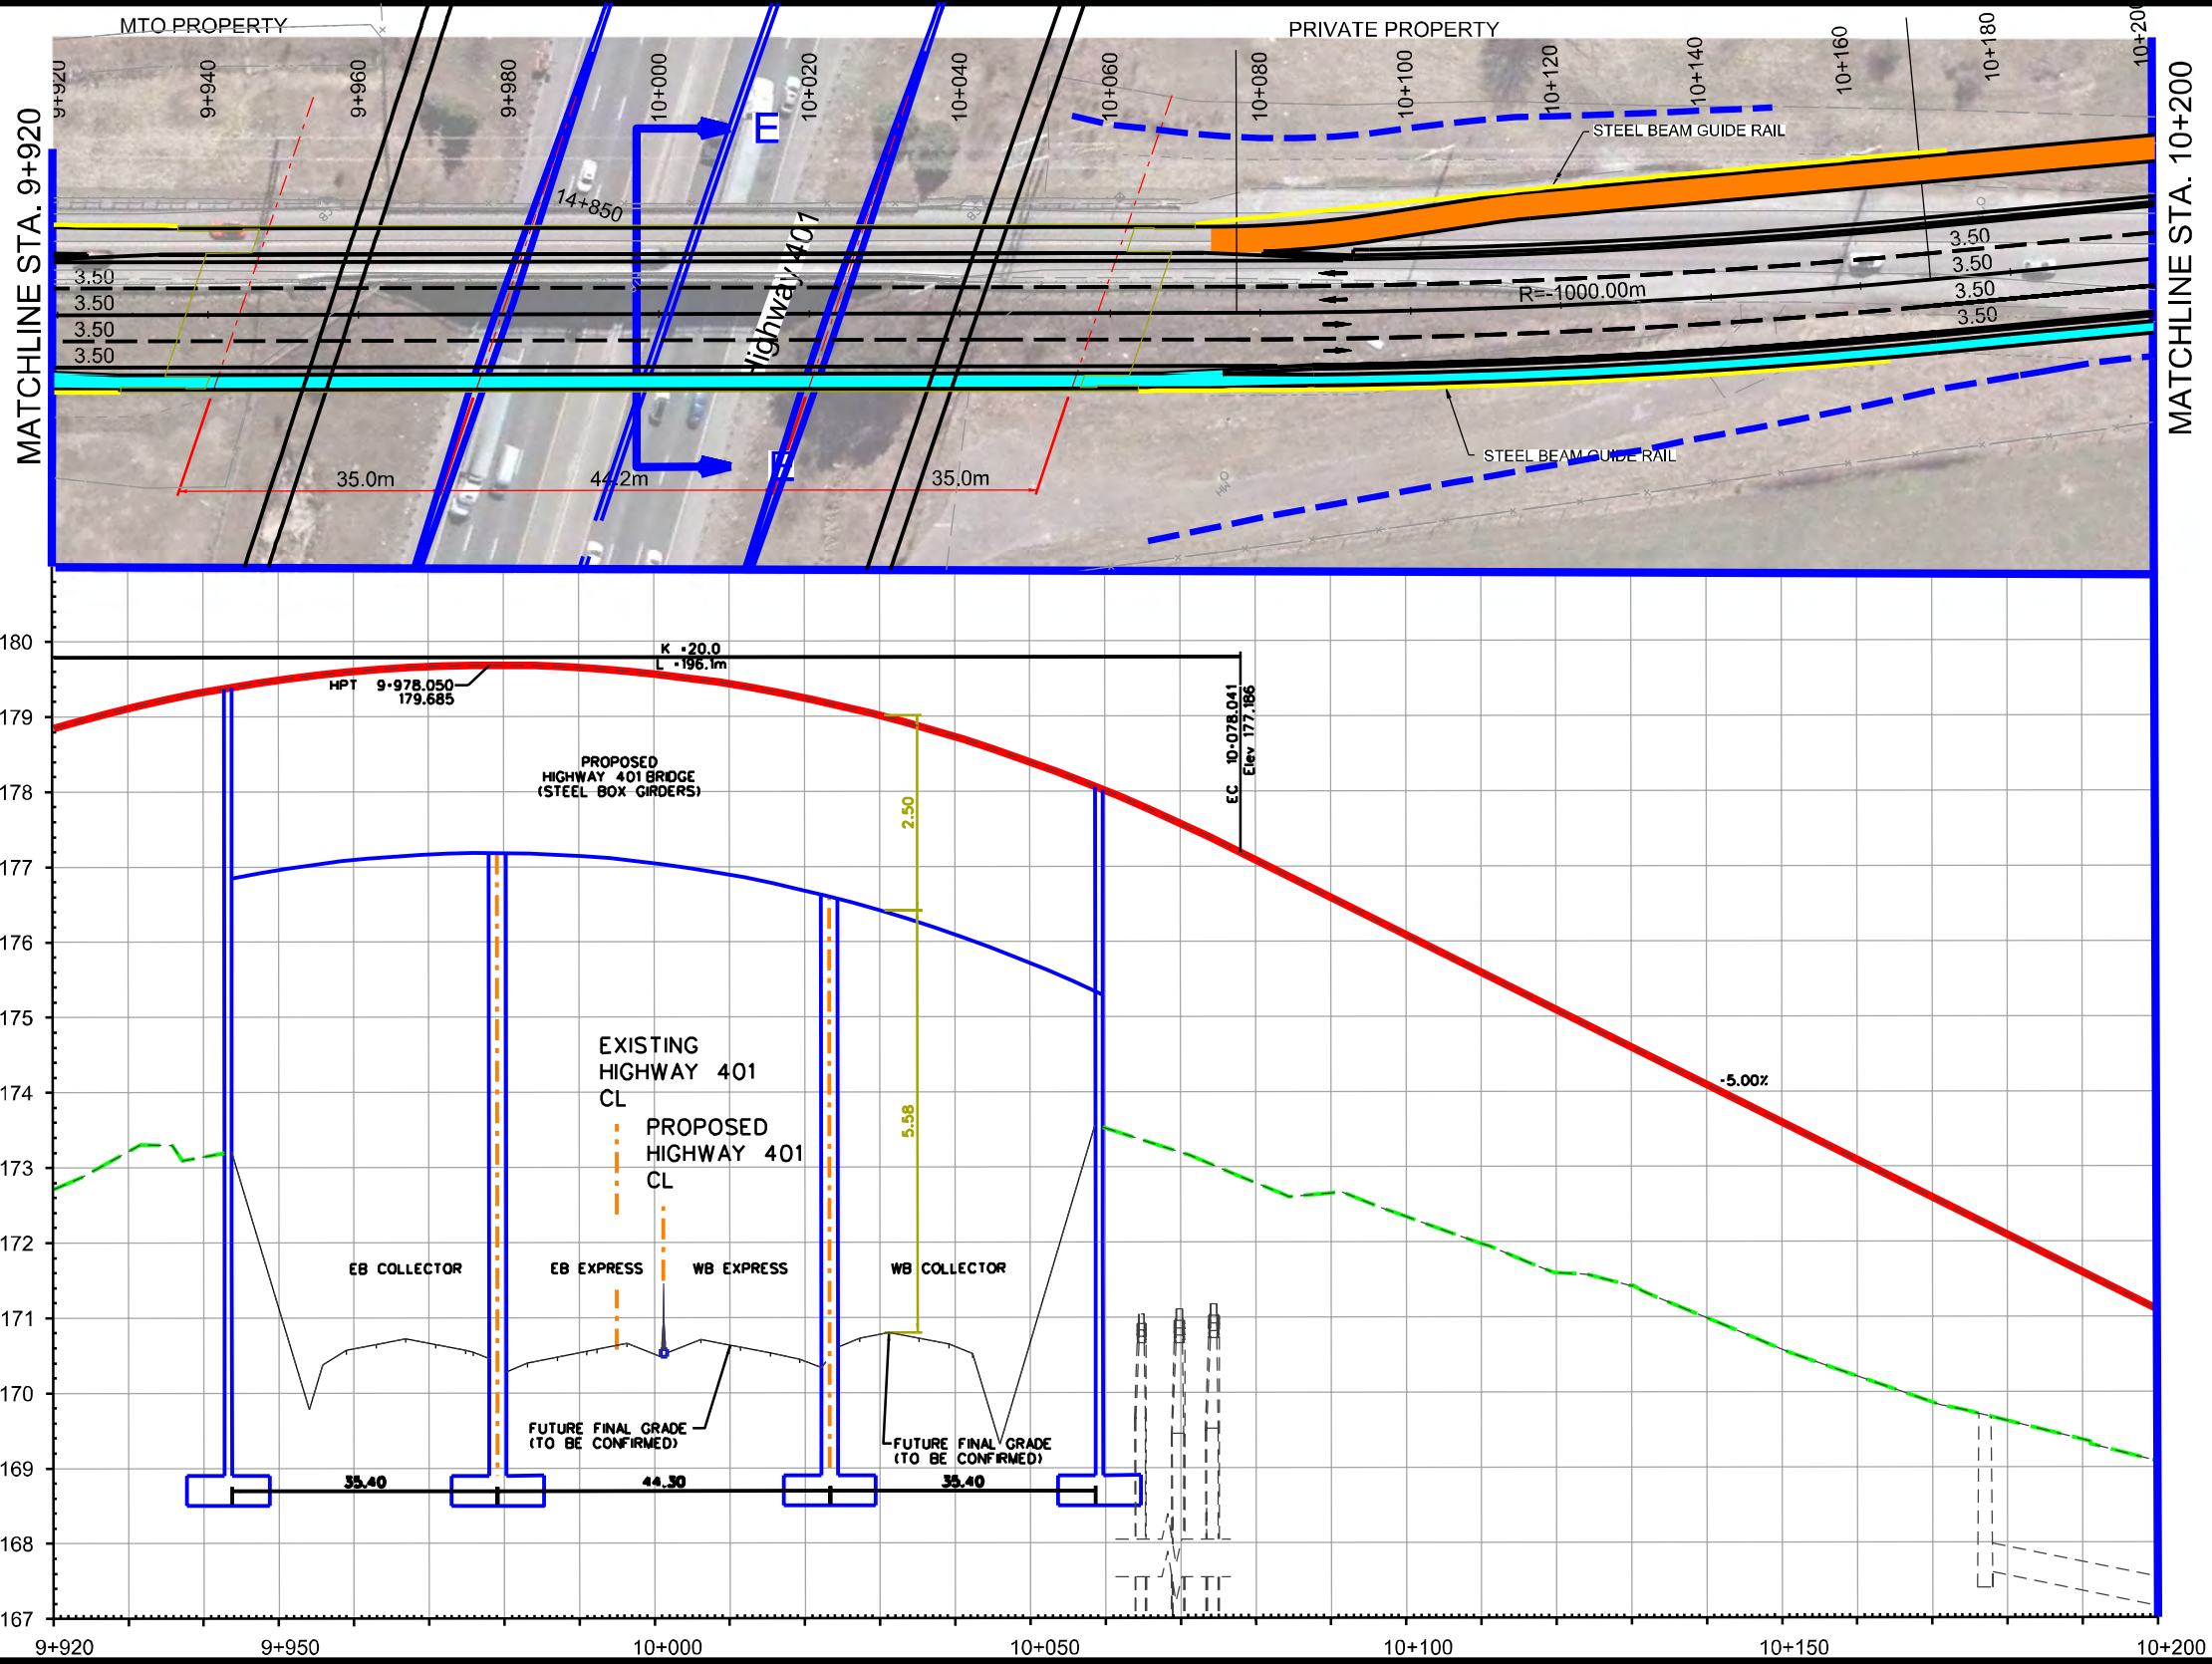 MTO PROPERTY
PRIVATE PROPERTY
9+920
9+940
9+960
9+980
10+000
10+020
10+040
10+060
10+080
10+100
10+120
10+140
10+160
10+180
10+200
MATCHLINE STA. 9+920
MATCHLINE STA. 10+200
E
STEEL BEAM GUIDE RAIL
14+850
Highway 401
3.50
3.50
3.50
3.50
3.50
3.50
3.50
3.50
R=-1000.00m
STEEL BEAM GUIDE RAIL
E
35.0m
44.2m
35.0m
180
179
178
177
176
175
174
173
172
171
170
169
168
167
K =20.0
L =196.1m
HPT 9+978.050
179.685
EC 10+078.041
Elev 177.186
PROPOSED
HIGHWAY 401 BRIDGE
(STEEL BOX GIRDERS)
2.50
5.58
EXISTING
HIGHWAY 401
CL
PROPOSED
HIGHWAY 401
CL
-5.00%
EB COLLECTOR
EB EXPRESS
WB EXPRESS
WB COLLECTOR
FUTURE FINAL GRADE
(TO BE CONFIRMED)
FUTURE FINAL GRADE
(TO BE CONFIRMED)
35.40
44.30
35.40
9+920
9+950
10+000
10+050
10+100
10+150
10+200